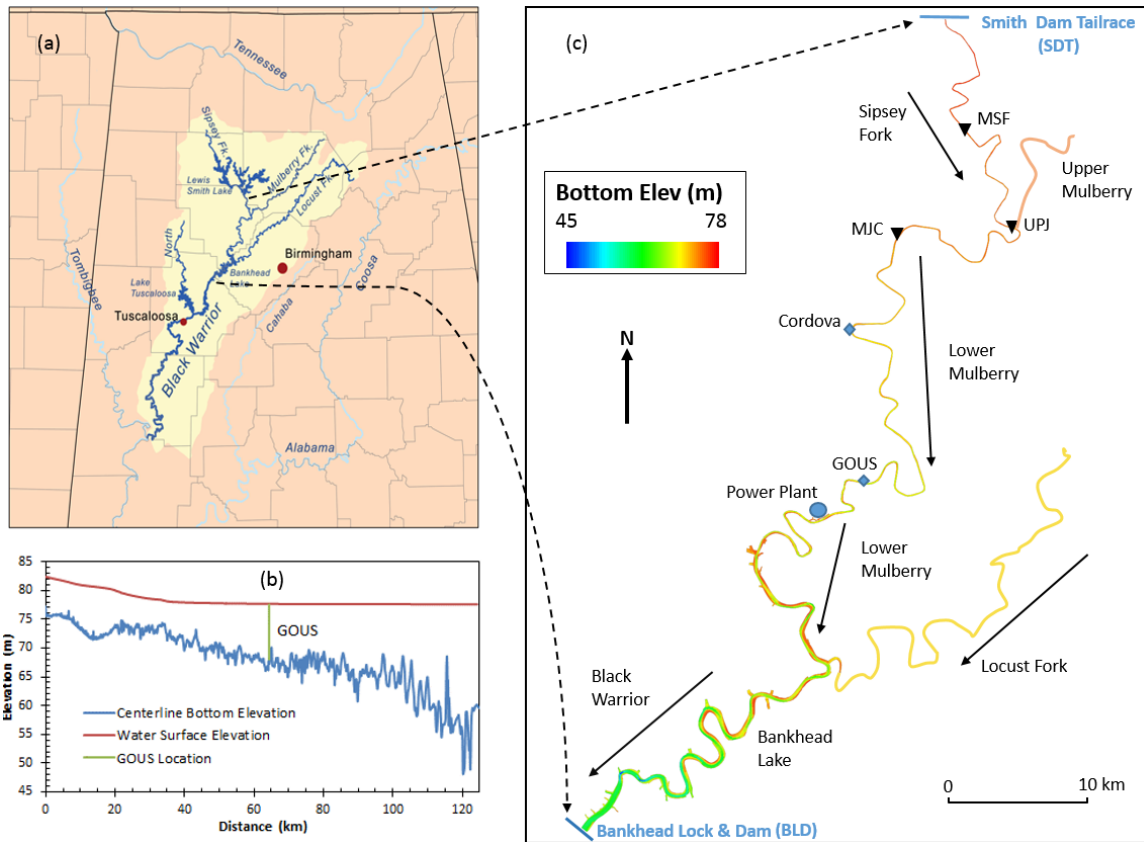 (a)
Tennessee
Sipsey Fk.
Mulberry Fk.
Locust Fk.
Lewis
Smith Lake
North
Birmingham
Bankhead
Lake
Lake
Tuscaloosa
Tuscaloosa
Tombigbee
Black Warrior
Cahaba
Coosa
Alabama
(b)
85
80
75
70
65
60
55
50
45
Elevation (m)
GOUS
Centerline Bottom Elevation
Water Surface Elevation
GOUS Location
0
20
40
60
80
100
120
Distance (km)
(c)
Smith Dam Tailrace
(SDT)
Sipsey
Fork
MSF
Upper
Mulberry
Bottom Elev (m)
45
78
MJC
UPJ
Cordova
N
Lower
Mulberry
GOUS
Power Plant
Lower
Mulberry
Locust Fork
Black
Warrior
Bankhead
Lake
10 km
0
Bankhead Lock & Dam (BLD)